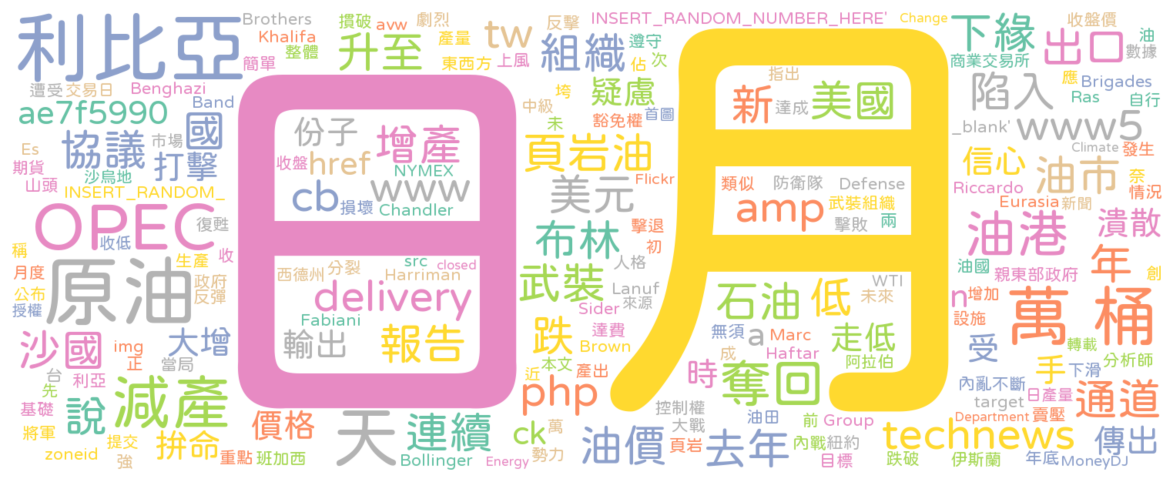 利比亞
Brothers
Khalifa
整體
簡單
摜破
avw
劇烈
升至
產量
東西方
tw
上風
反擊
組織
遵守
佔
次
INSERT_RANDOM_NUMBER_HERE'
Change
下緣
商業交易所
收盤價
出口
油
數據
遭受
交易日
Benghazi
Band
ae7f5990
國
協議
市場
打擊
Es
期貨
山頭
沙烏地
INSERT_RANDOM_
日
份子
增產
收盤
href
NYMEX
cb
損壞
www
Chandler
中級
未
垮
疑慮
豁免權
首圖
頁岩油
美元
Flickr
月
指出
新
達成
美國
類似
防衛隊
Defense
amp
武裝組織
擊敗
兩
陷入
應
Brigades
Ras
自行
_blank'
www5
Climate
發生
信心
油市
奈
情況
Riccardo
Eurasia
新聞
OPEC
復甦
收低
稱
月度
公布
授權
原油
生產
政府
反彈
收
西德州
分裂
src
closed
Harriman
delivery
Fabiani
輸出
報告
布林
擊退
初
人格
武裝
Lanuf
來源
Sider
達費
跌
Brown
本文
近
產出
php
WTI
石油
低
未來
無須
a
Marc
走低
成
Haftar
阿拉伯
時
奪回
油港
潰散
油國
親東部政府
年
創
n
增加
設施
萬
桶
受
轉載
分析師
手
下滑
沙國
img
正
大增
當局
台
先
利亞
基礎
將軍
zoneid
減產
說
提交
強
拚命
價格
重點
班加西
天
連續
Bollinger
ck
萬
勢力
Energy
油價
控制權
大戰
頁岩
去年
油田
前
Group
內戰
紐約
目標
內亂不斷
target
日產量
Department
賣壓
通道
technews
傳出
跌破
伊斯蘭
年底
MoneyDJ